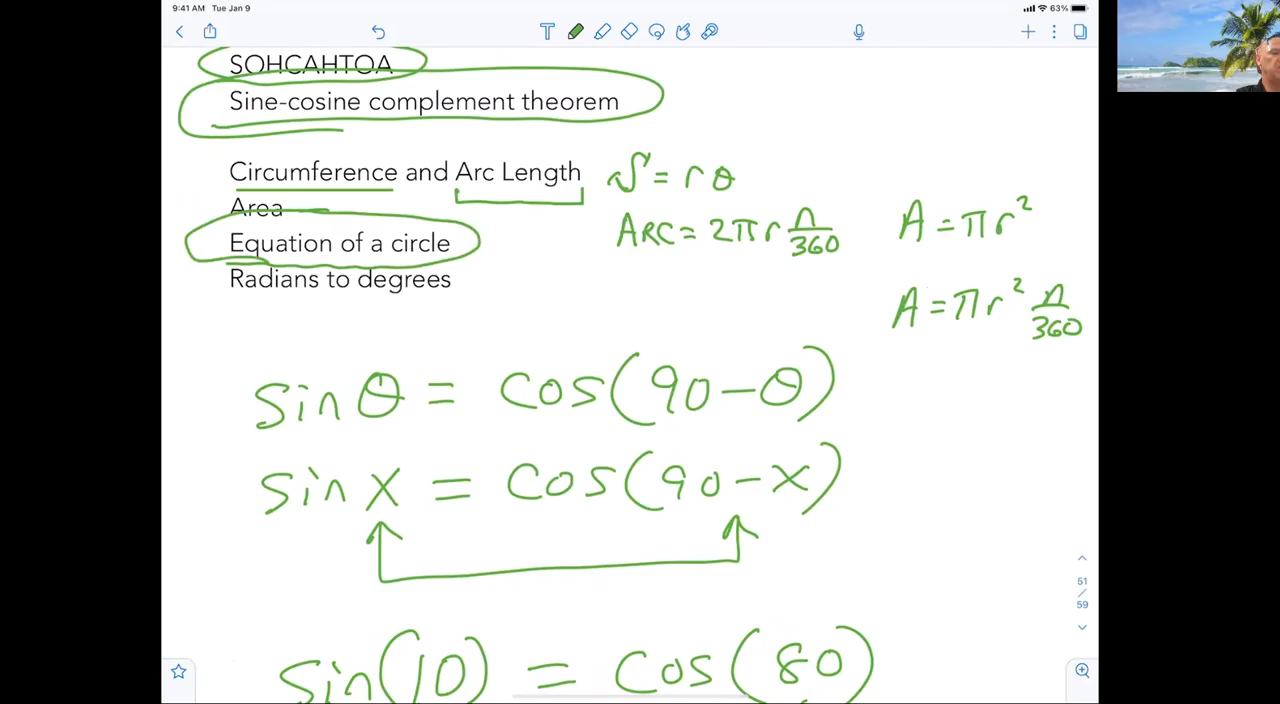 9:41 AM Tue Jan 9
63%
SOHCAHTOA
Sine-cosine complement theorem
Circumference and Arc Length
S = rθ
Area
ARC = 2πr n/360
A = πr²
Equation of a circle
Radians to degrees
A = πr² n/360
sin θ = cos(90 − θ)
sin x = cos(90 − x)
51
/
59
sin(10) = cos(80)